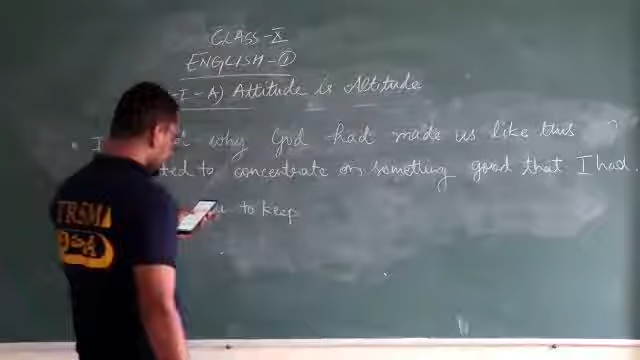 CLASS-X
ENGLISH-①
-I-A) Attitude is Altitude
I why God had made us like this ?
ted to concentrate on something good that I had.
to keep
TRSMA